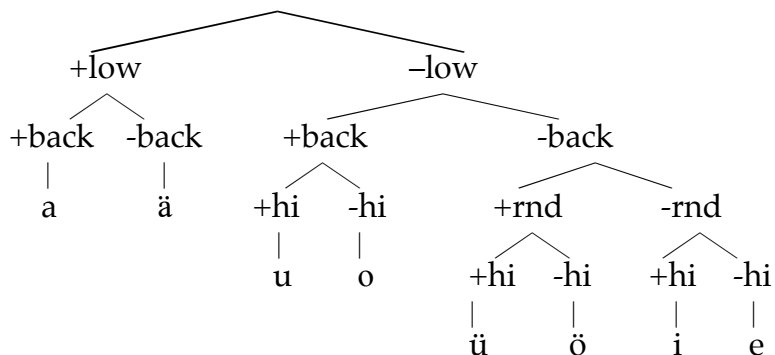 +low –low
+back -back +back -back
a ä +hi -hi +rnd -rnd
u o +hi -hi +hi -hi
ü ö i e